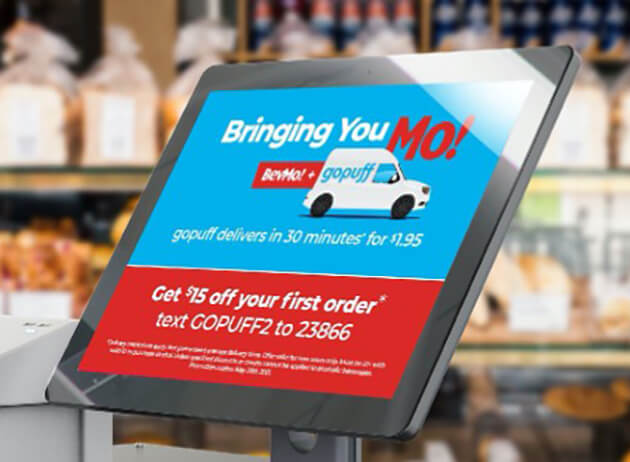 Bringing You MO!
BevMo! + gopuff
gopuff delivers in 30 minutes* for $1.95
Get $15 off your first order*
text GOPUFF2 to 23866